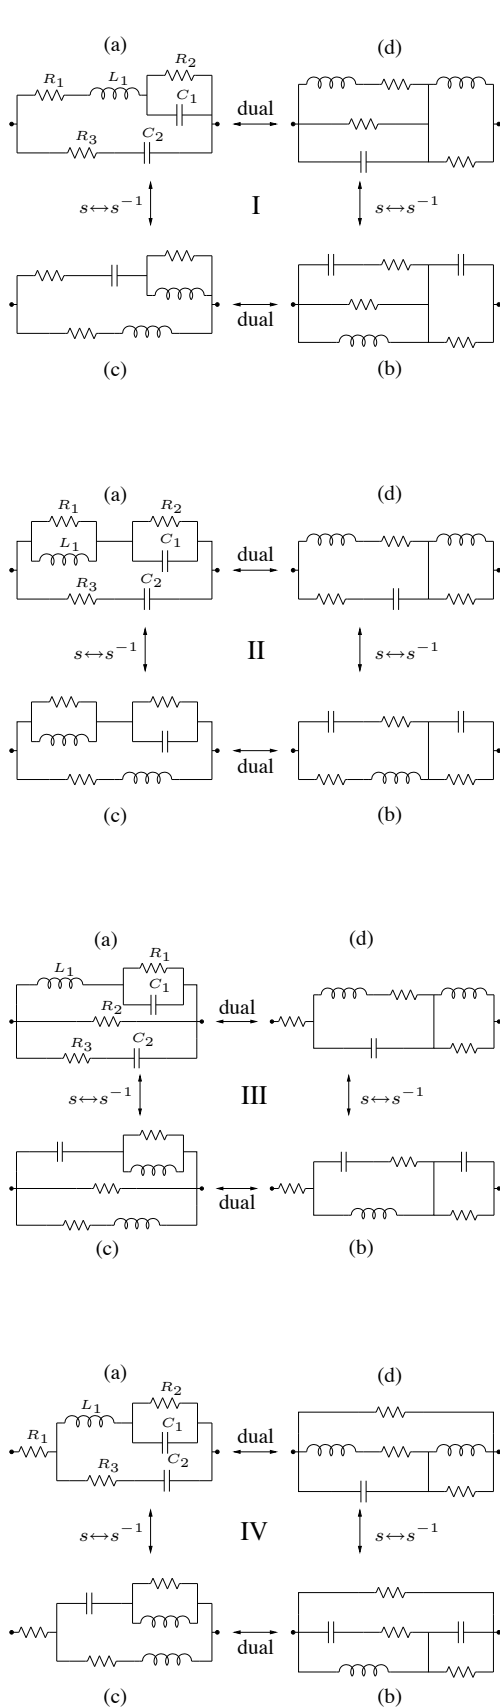 (a) (d)
R1 L1 R2
C1
dual
R3 C2
s↔s⁻¹ I s↔s⁻¹
dual
(c) (b)
(a) (d)
R1 R2
L1 C1
dual
R3 C2
s↔s⁻¹ II s↔s⁻¹
dual
(c) (b)
(a) (d)
L1 R1
C1
R2 dual
R3 C2
s↔s⁻¹ III s↔s⁻¹
dual
(c) (b)
(a) (d)
L1 R2
R1 C1 dual
R3 C2
s↔s⁻¹ IV s↔s⁻¹
dual
(c) (b)